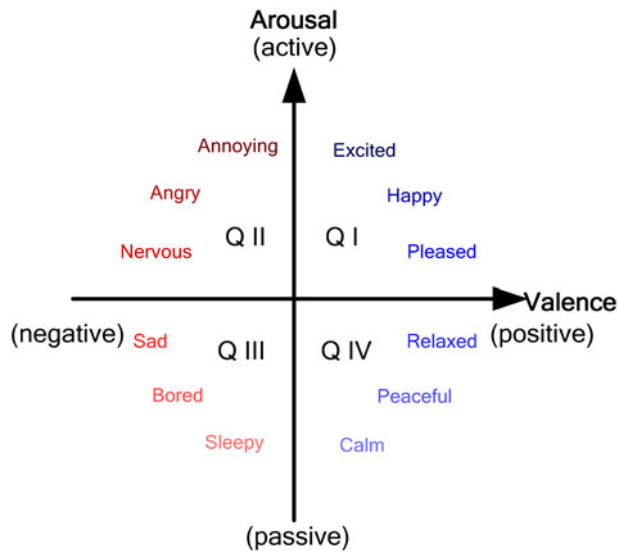 Arousal
(active)
Annoying
Excited
Angry
Happy
Q II
Q I
Nervous
Pleased
Valence
(negative)
(positive)
Sad
Q III
Q IV
Relaxed
Bored
Peaceful
Sleepy
Calm
(passive)